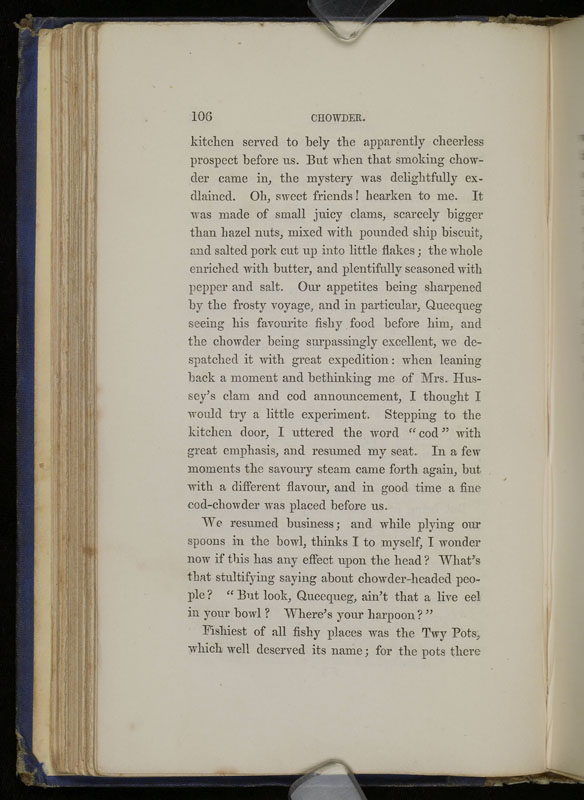 106 CHOWDER.
kitchen served to bely the apparently cheerless
prospect before us. But when that smoking chow-
der came in, the mystery was delightfully ex-
dlained. Oh, sweet friends! hearken to me. It
was made of small juicy clams, scarcely bigger
than hazel nuts, mixed with pounded ship biscuit,
and salted pork cut up into little flakes; the whole
enriched with butter, and plentifully seasoned with
pepper and salt. Our appetites being sharpened
by the frosty voyage, and in particular, Queequeg
seeing his favourite fishy food before him, and
the chowder being surpassingly excellent, we de-
spatched it with great expedition: when leaning
back a moment and bethinking me of Mrs. Hus-
sey's clam and cod announcement, I thought I
would try a little experiment. Stepping to the
kitchen door, I uttered the word "cod" with
great emphasis, and resumed my seat. In a few
moments the savoury steam came forth again, but
with a different flavour, and in good time a fine
cod-chowder was placed before us.
We resumed business; and while plying our
spoons in the bowl, thinks I to myself, I wonder
now if this has any effect upon the head? What's
that stultifying saying about chowder-headed peo-
ple? "But look, Queequeg, ain't that a live eel
in your bowl? Where's your harpoon?"
Fishiest of all fishy places was the Twy Pots,
which well deserved its name; for the pots there